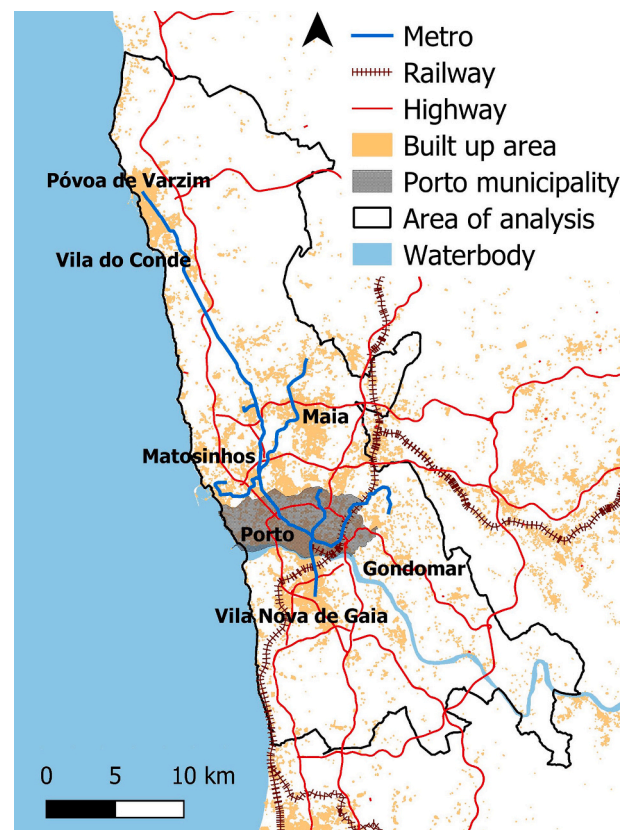 Metro
Railway
Highway
Built up area
Porto municipality
Area of analysis
Waterbody
Póvoa de Varzim
Vila do Conde
Maia
Matosinhos
Porto
Gondomar
Vila Nova de Gaia
0 5 10 km